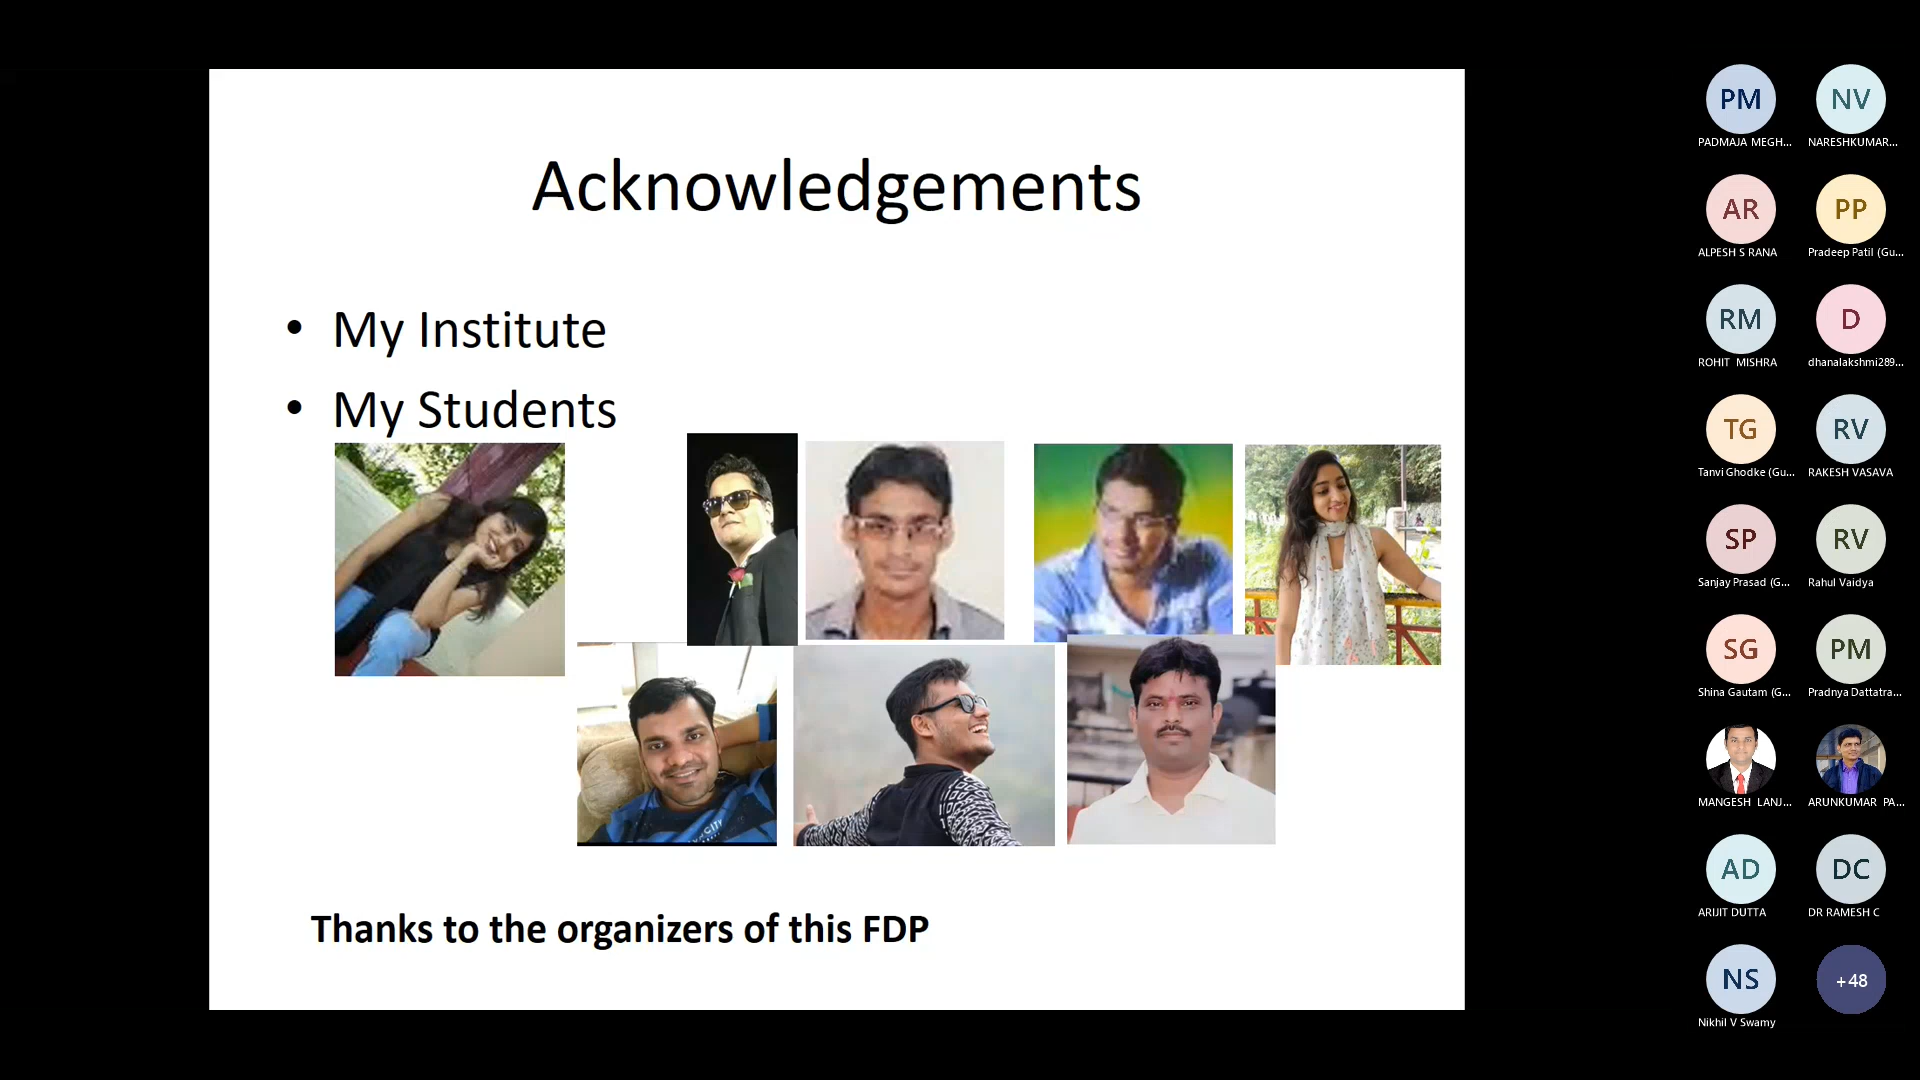 Acknowledgements
• My Institute
• My Students
Thanks to the organizers of this FDP
PM
PADMAJA MEGH...
NV
NARESHKUMAR...
AR
ALPESH S RANA
PP
Pradeep Patil (Gu...
RM
ROHIT MISHRA
D
dhanalakshmi289...
TG
Tanvi Ghodke (Gu...
RV
RAKESH VASAVA
SP
Sanjay Prasad (G...
RV
Rahul Vaidya
SG
Shina Gautam (G...
PM
Pradnya Dattatra...
MANGESH LANJ...
ARUNKUMAR PA...
AD
ARIJIT DUTTA
DC
DR RAMESH C
NS
Nikhil V Swamy
+48